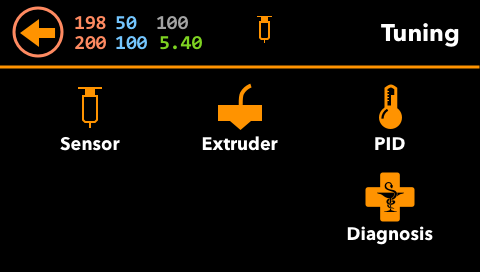 198 50 100
200 100 5.40
Tuning
Sensor Extruder PID
Diagnosis